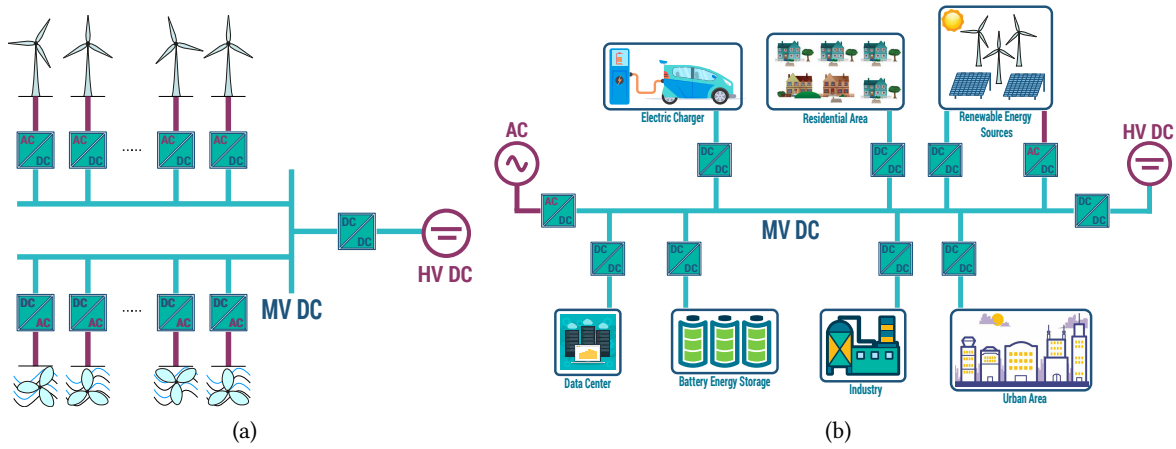 AC
DC
AC
DC
.....
AC
DC
AC
DC
DC
DC
HV DC
DC
AC
DC
AC
.....
DC
AC
DC
AC
MV DC
(a)
Electric Charger
Residential Area
Renewable Energy
Sources
AC
HV DC
DC
DC
DC
DC
DC
DC
AC
DC
AC
DC
DC
DC
MV DC
DC
DC
DC
DC
DC
DC
DC
DC
Data Center
Battery Energy Storage
Industry
Urban Area
(b)